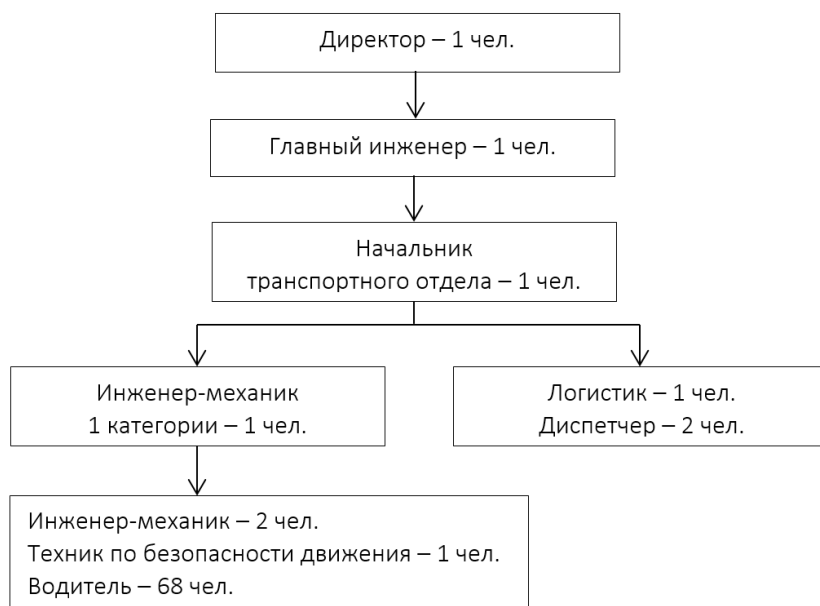 Директор – 1 чел.
Главный инженер – 1 чел.
Начальник
транспортного отдела – 1 чел.
Инженер-механик
1 категории – 1 чел.
Логистик – 1 чел.
Диспетчер – 2 чел.
Инженер-механик – 2 чел.
Техник по безопасности движения – 1 чел.
Водитель – 68 чел.